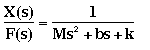 X(s)/F(s) = 1/(Ms² + bs + k)